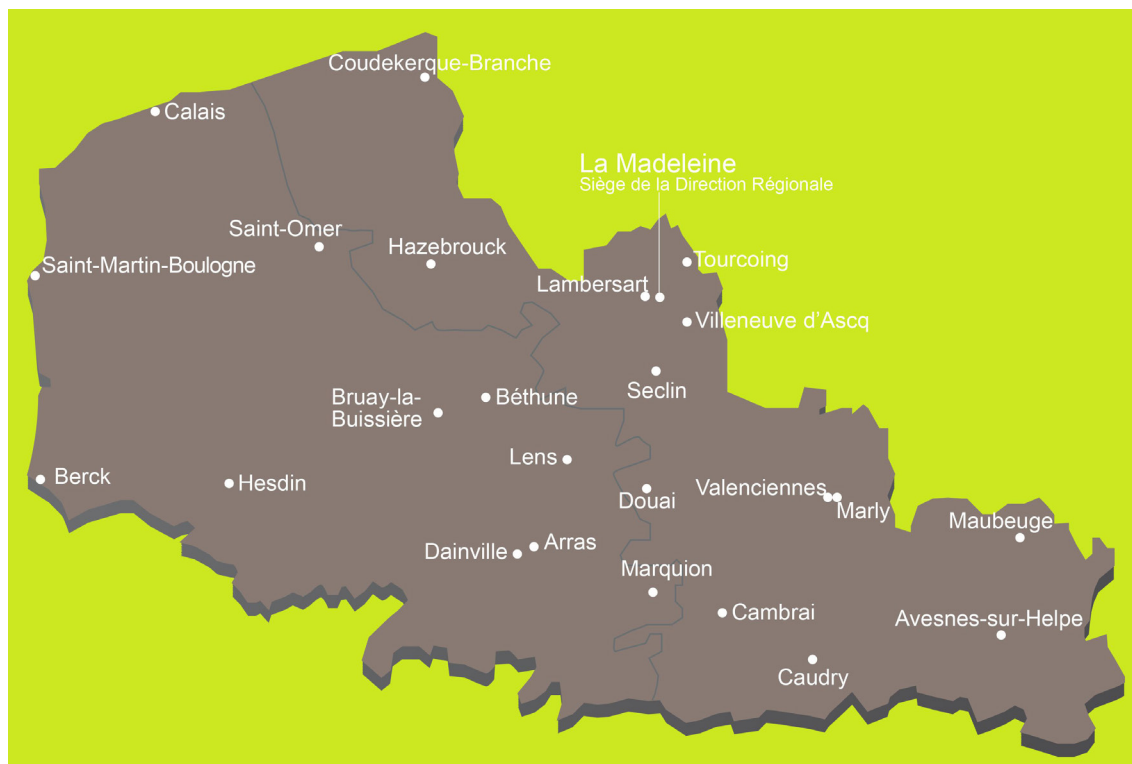 Coudekerque-Branche
Calais
La Madeleine
Siège de la Direction Régionale
Saint-Omer
Hazebrouck
Tourcoing
Saint-Martin-Boulogne
Lambersart
Villeneuve d'Ascq
Seclin
Bruay-la-
Buissière
Béthune
Lens
Berck
Hesdin
Douai
Valenciennes
Marly
Maubeuge
Dainville
Arras
Marquion
Cambrai
Avesnes-sur-Helpe
Caudry